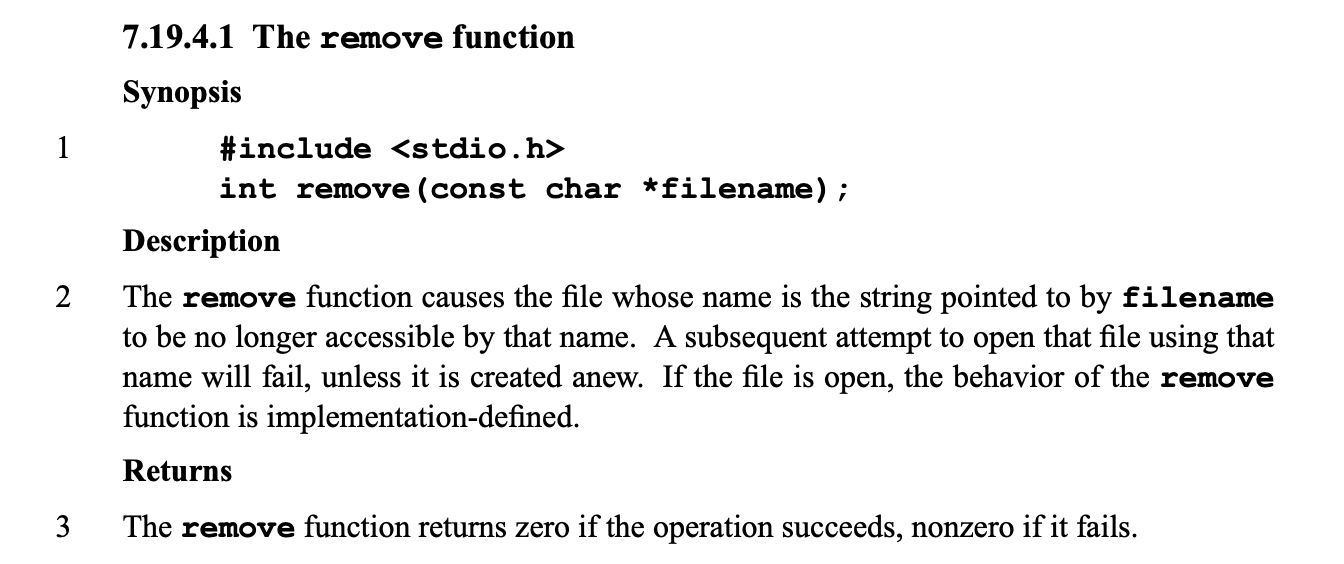 7.19.4.1 The remove function
Synopsis
1 #include <stdio.h>
int remove(const char *filename);
Description
2 The remove function causes the file whose name is the string pointed to by filename
to be no longer accessible by that name. A subsequent attempt to open that file using that
name will fail, unless it is created anew. If the file is open, the behavior of the remove
function is implementation-defined.
Returns
3 The remove function returns zero if the operation succeeds, nonzero if it fails.